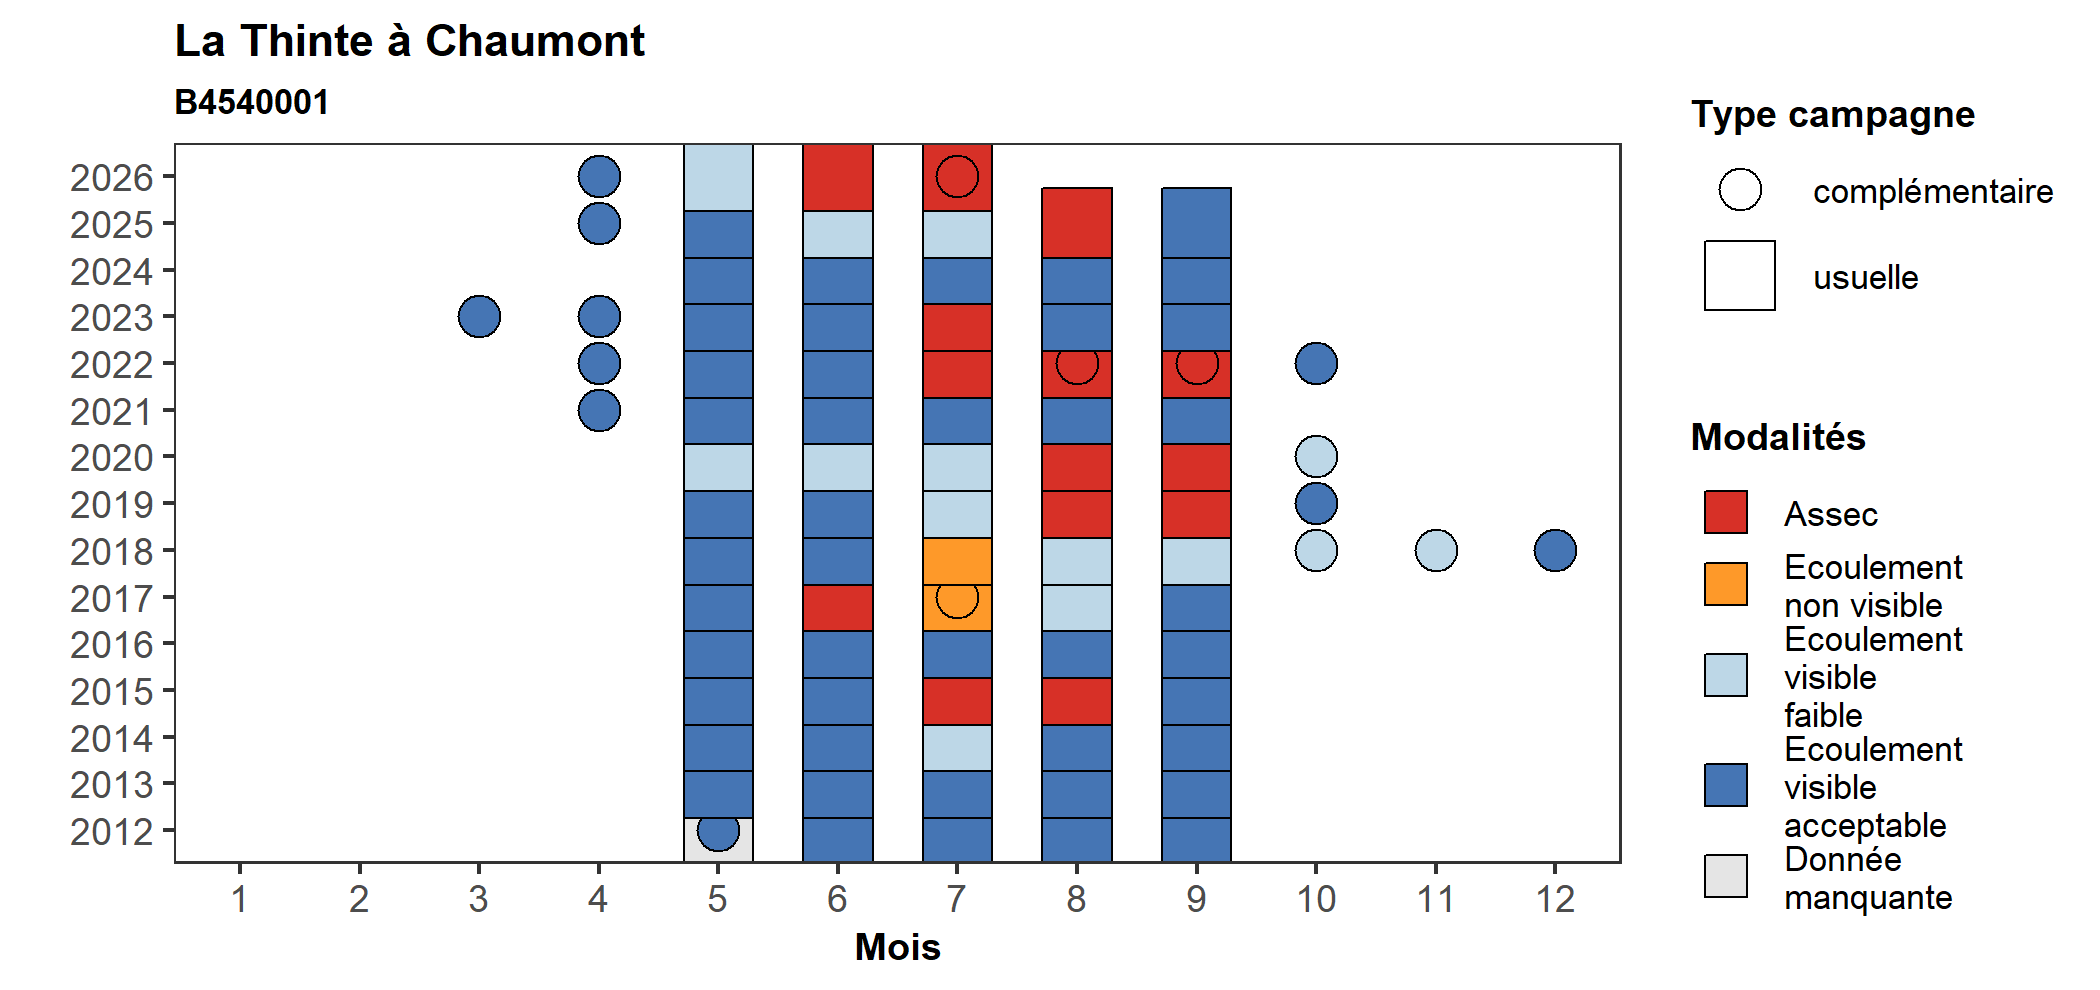 La Thinte à Chaumont
B4540001
2026
2025
2024
2023
2022
2021
2020
2019
2018
2017
2016
2015
2014
2013
2012
1 2 3 4 5 6 7 8 9 10 11 12
Mois
Type campagne
complémentaire
usuelle
Modalités
Assec
Ecoulement
non visible
Ecoulement
visible
faible
Ecoulement
visible
acceptable
Donnée
manquante